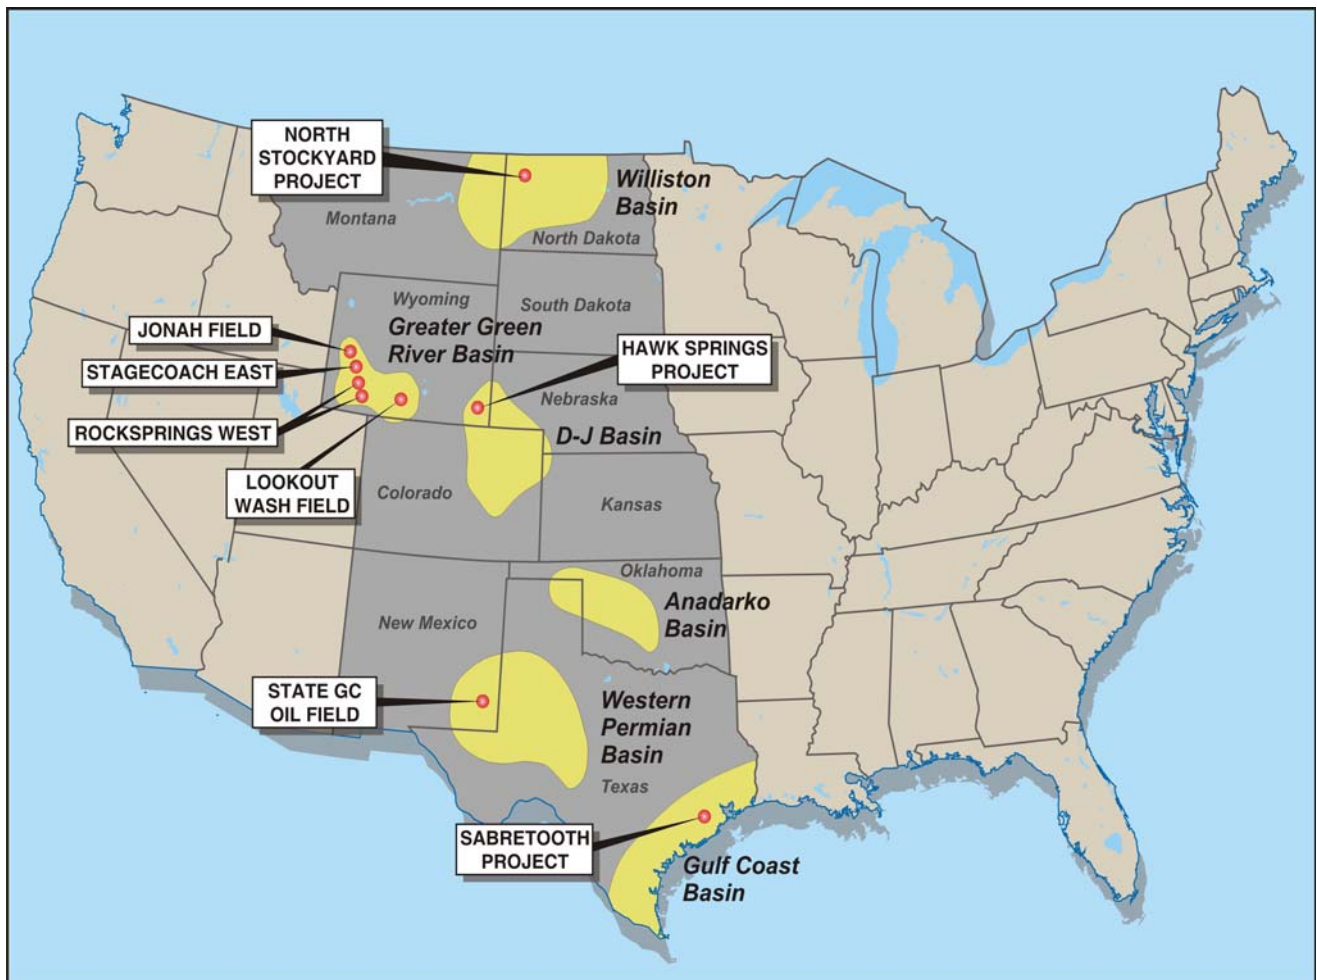 NORTH
STOCKYARD
PROJECT
Montana
Williston
Basin
North Dakota
Wyoming
South Dakota
Greater Green
River Basin
JONAH FIELD
STAGECOACH EAST
ROCKSPRINGS WEST
LOOKOUT
WASH FIELD
HAWK SPRINGS
PROJECT
Nebraska
D-J Basin
Colorado
Kansas
Oklahoma
Anadarko
Basin
New Mexico
STATE GC
OIL FIELD
Western
Permian
Basin
Texas
SABRETOOTH
PROJECT
Gulf Coast
Basin